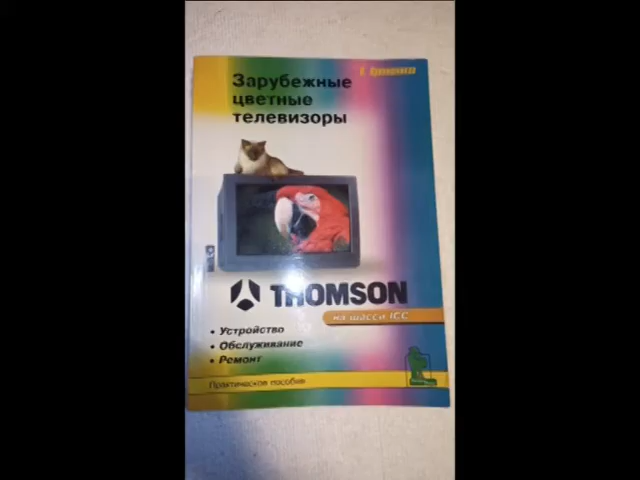 Зарубежные
цветные
телевизоры
THOMSON
на шасси ICC
• Устройство
• Обслуживание
• Ремонт
Практическое пособие